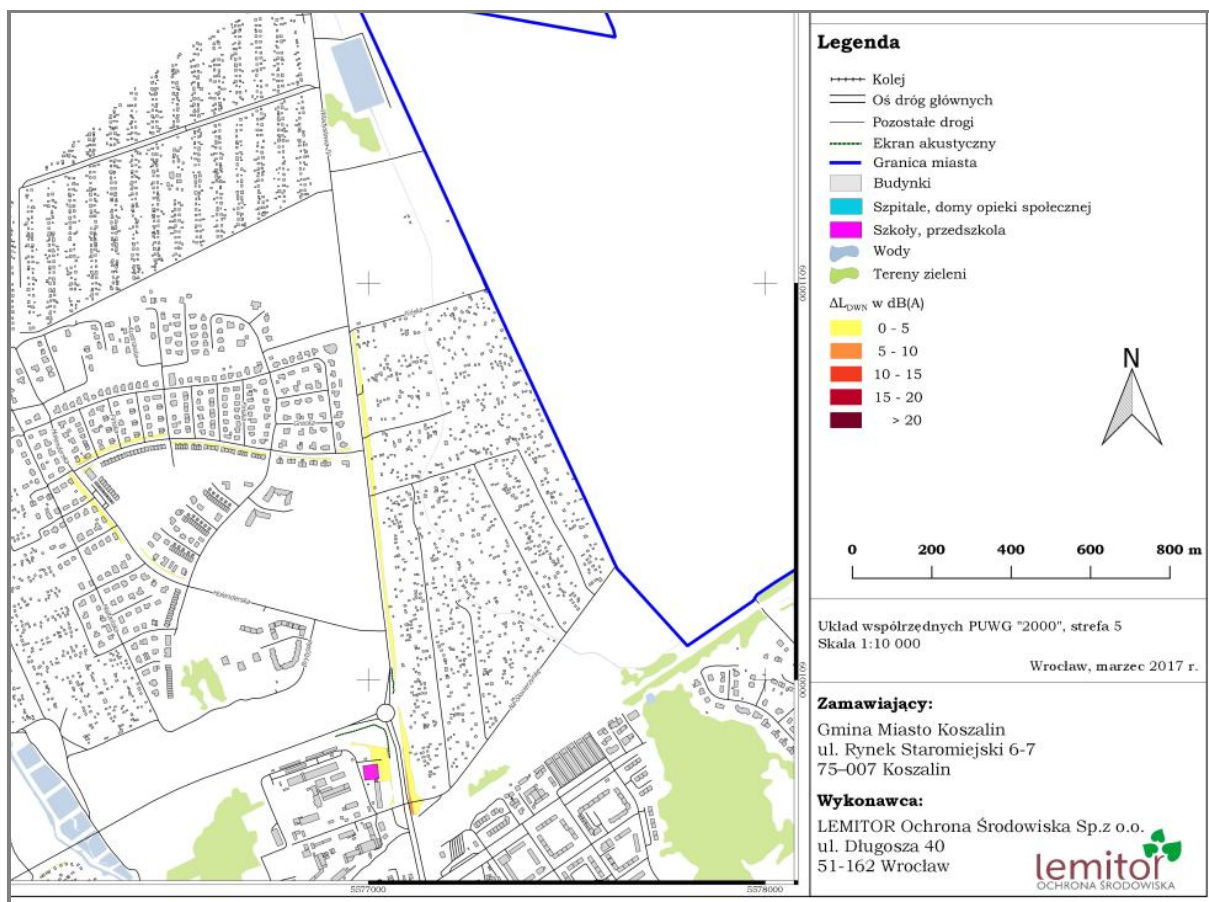 Legenda
Kolej
Oś dróg głównych
Pozostałe drogi
Ekran akustyczny
Granica miasta
Budynki
Szpitale, domy opieki społecznej
Szkoły, przedszkola
Wody
Tereny zieleni
ΔL_DWN w dB(A)
0 - 5
5 - 10
10 - 15
15 - 20
> 20
N
0 200 400 600 800 m
Układ współrzędnych PUWG "2000", strefa 5
Skala 1:10 000
Wrocław, marzec 2017 r.
Zamawiający:
Gmina Miasto Koszalin
ul. Rynek Staromiejski 6-7
75–007 Koszalin
Wykonawca:
LEMITOR Ochrona Środowiska Sp.z o.o.
ul. Długosza 40
51-162 Wrocław
lemitor
OCHRONA ŚRODOWISKA
6011000
6010000
5577000
5578000
Holenderska